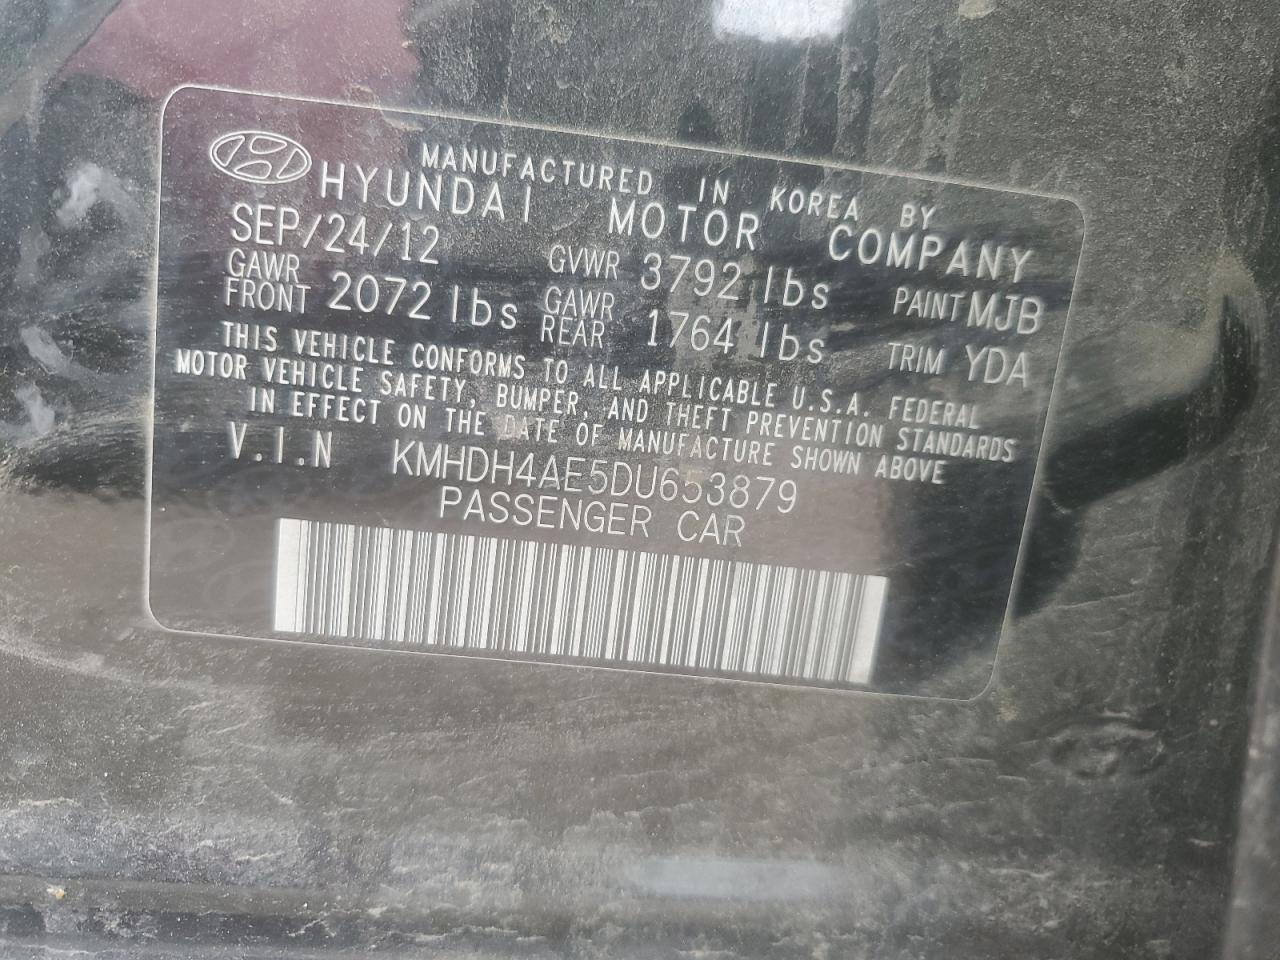 MANUFACTURED IN KOREA BY
HYUNDAI MOTOR COMPANY
SEP/24/12 GVWR 3792 lbs PAINT MJB
GAWR FRONT 2072 lbs GAWR REAR 1764 lbs TRIM YDA
THIS VEHICLE CONFORMS TO ALL APPLICABLE U.S.A. FEDERAL
MOTOR VEHICLE SAFETY, BUMPER, AND THEFT PREVENTION STANDARDS
IN EFFECT ON THE DATE OF MANUFACTURE SHOWN ABOVE
V.I.N KMHDH4AE5DU653879
PASSENGER CAR